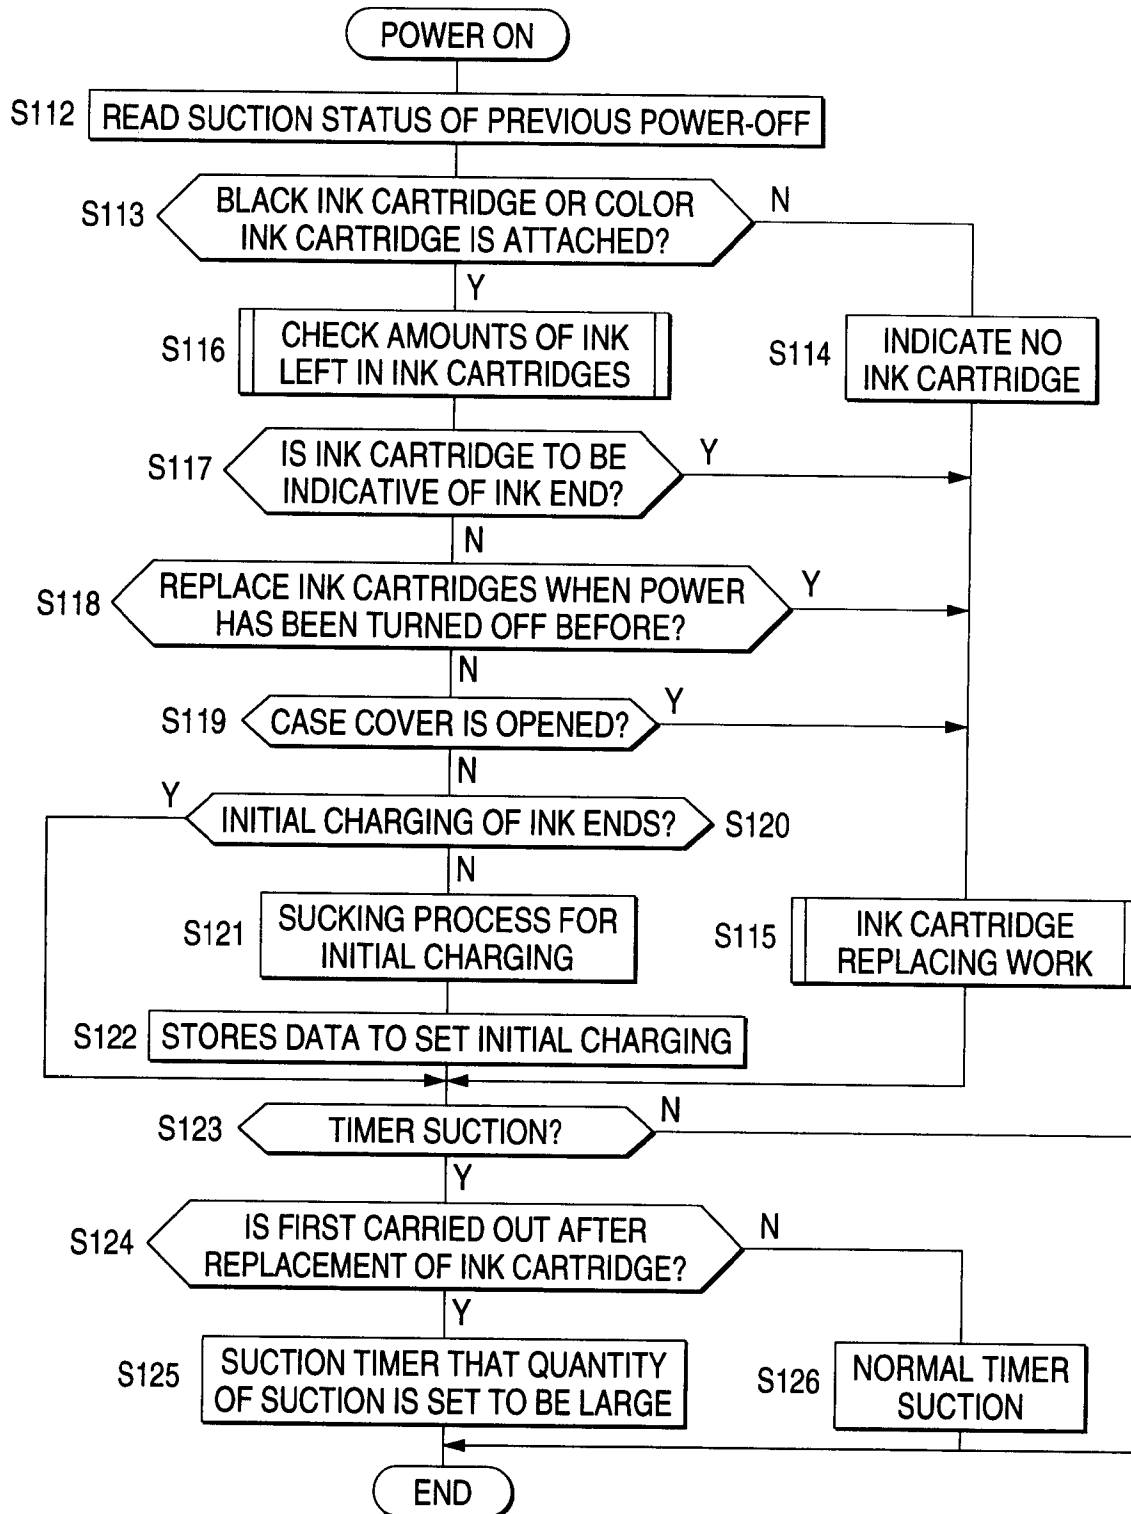 POWER ON
S112
READ SUCTION STATUS OF PREVIOUS POWER-OFF
S113
BLACK INK CARTRIDGE OR COLOR
INK CARTRIDGE IS ATTACHED?
N
Y
S116
CHECK AMOUNTS OF INK
LEFT IN INK CARTRIDGES
S114
INDICATE NO
INK CARTRIDGE
S117
IS INK CARTRIDGE TO BE
INDICATIVE OF INK END?
Y
N
S118
REPLACE INK CARTRIDGES WHEN POWER
HAS BEEN TURNED OFF BEFORE?
Y
N
S119
CASE COVER IS OPENED?
Y
N
Y
INITIAL CHARGING OF INK ENDS?
S120
N
S121
SUCKING PROCESS FOR
INITIAL CHARGING
S115
INK CARTRIDGE
REPLACING WORK
S122
STORES DATA TO SET INITIAL CHARGING
S123
TIMER SUCTION?
N
Y
S124
IS FIRST CARRIED OUT AFTER
REPLACEMENT OF INK CARTRIDGE?
N
Y
S125
SUCTION TIMER THAT QUANTITY
OF SUCTION IS SET TO BE LARGE
S126
NORMAL TIMER
SUCTION
END